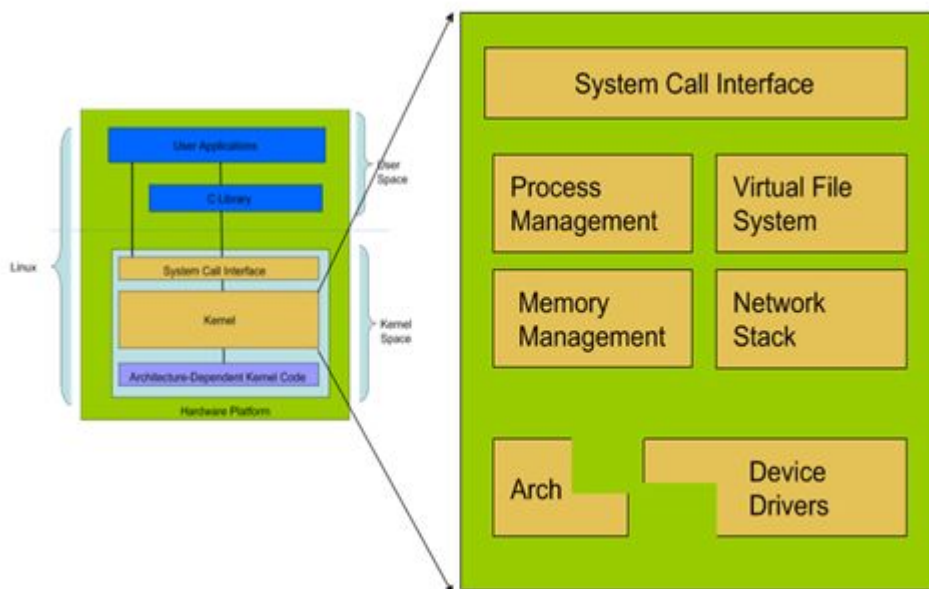 User Applications
User
Space
C Library
Linux
System Call Interface
Kernel
Kernel
Space
Architecture-Dependent Kernel Code
Hardware Platform
System Call Interface
Process
Management
Virtual File
System
Memory
Management
Network
Stack
Arch
Device
Drivers